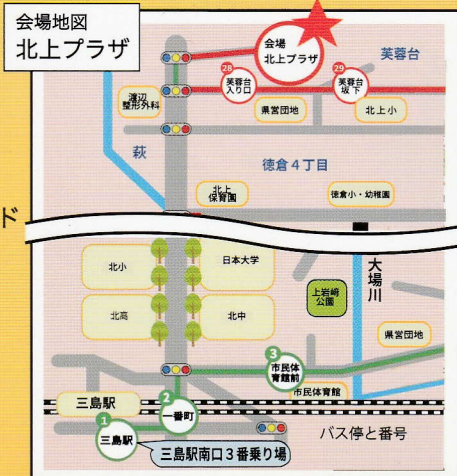 会場地図
北上プラザ
会場
北上プラザ
芙蓉台
28
芙蓉台
入り口
29
芙蓉台
坂下
渡辺
整形外科
県営団地
北上小
萩
徳倉4丁目
北上
保育園
徳倉小・幼稚園
北小
日本大学
大場川
上岩崎
公園
北高
北中
県営団地
3
市民体
育館前
市民体育館
三島駅
2
一番町
1
三島駅
三島駅南口3番乗り場
バス停と番号